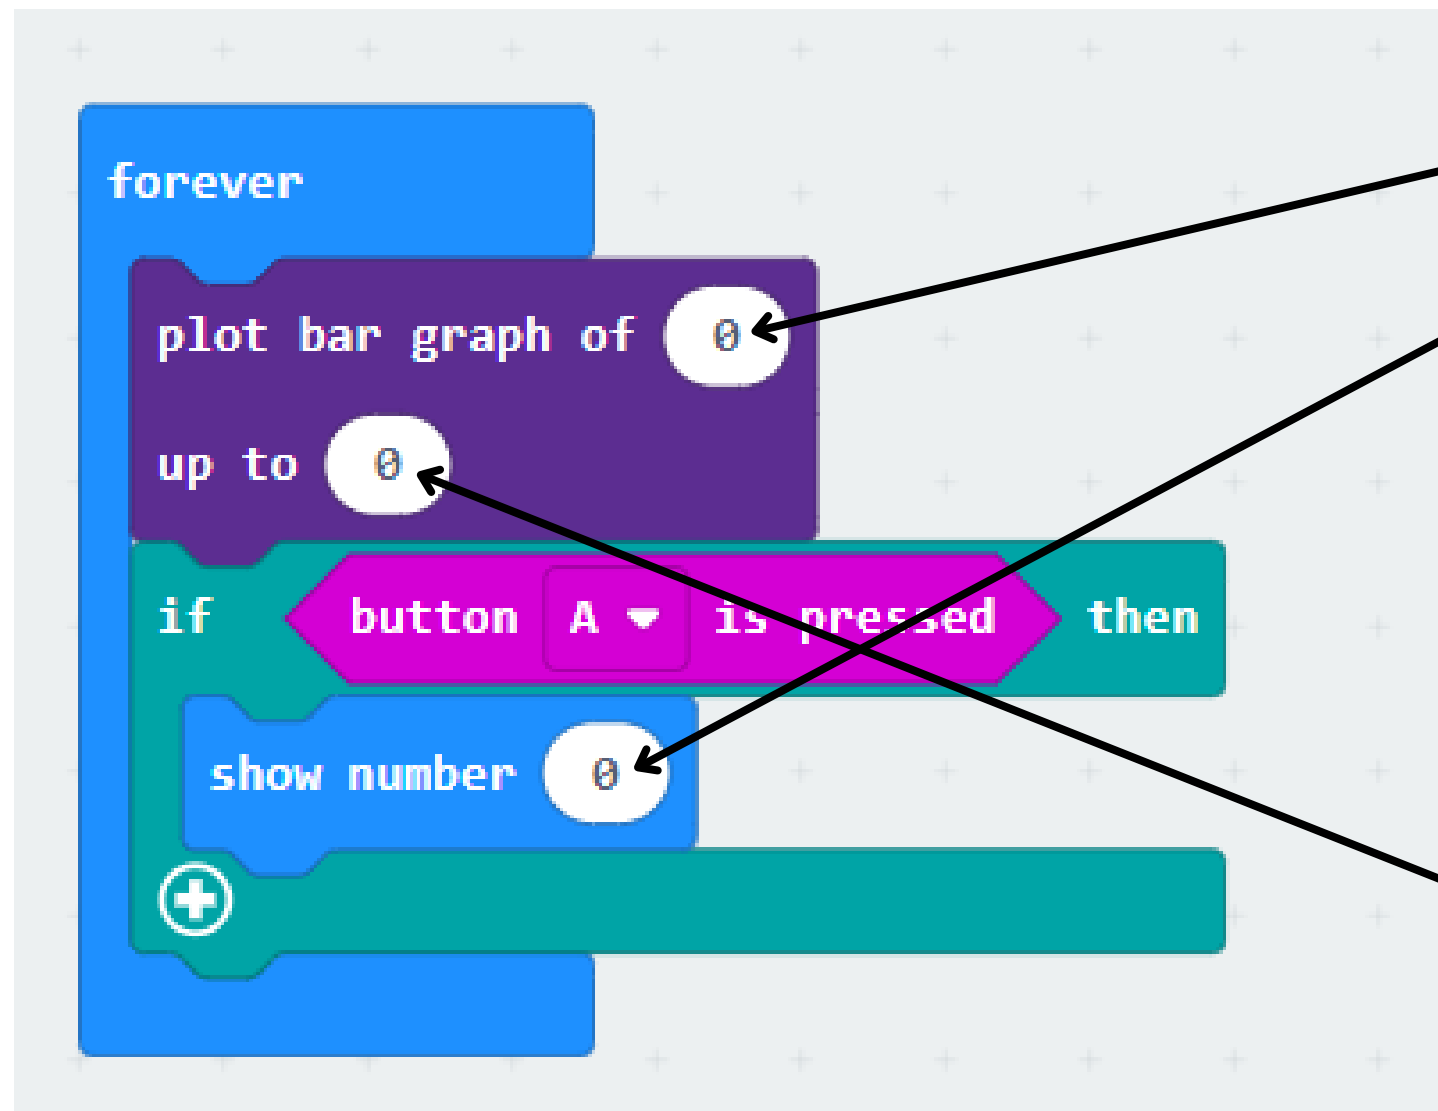 forever
plot bar graph of 0
up to 0
if button A is pressed then
show number 0